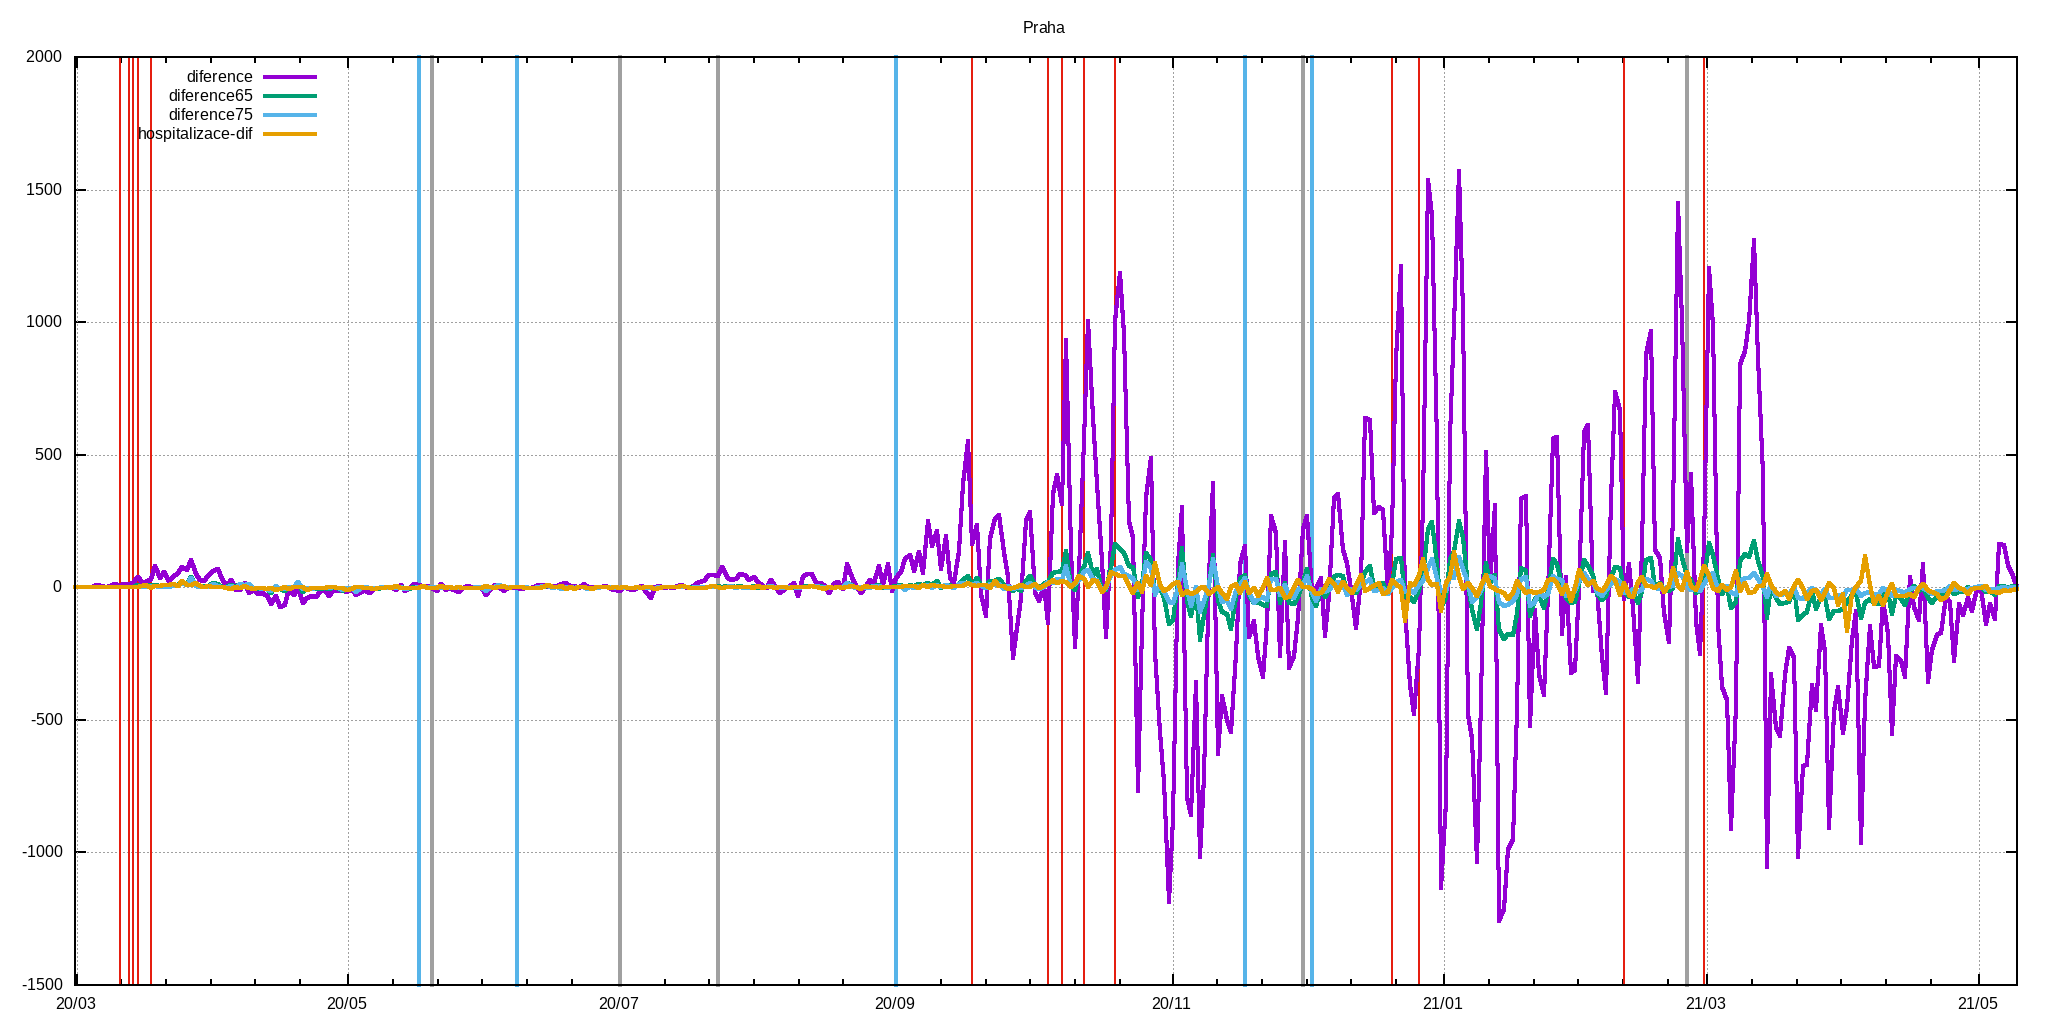 Praha
2000
diference
diference65
diference75
hospitalizace-dif
1500
1000
500
0
-500
-1000
-1500
20/03 20/05 20/07 20/09 20/11 21/01 21/03 21/05